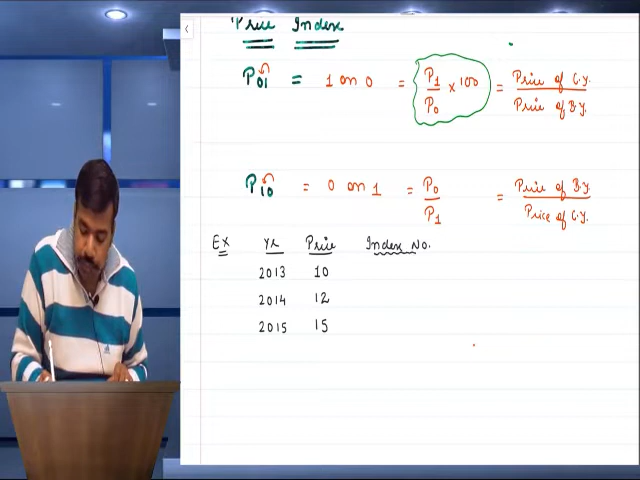 Price Index
P01 = 1 on 0 = P1/P0 × 100 = Price of C.Y./Price of B.Y.
P10 = 0 on 1 = P0/P1 = Price of B.Y./Price of C.Y.
Ex Yr Price Index No.
2013 10
2014 12
2015 15